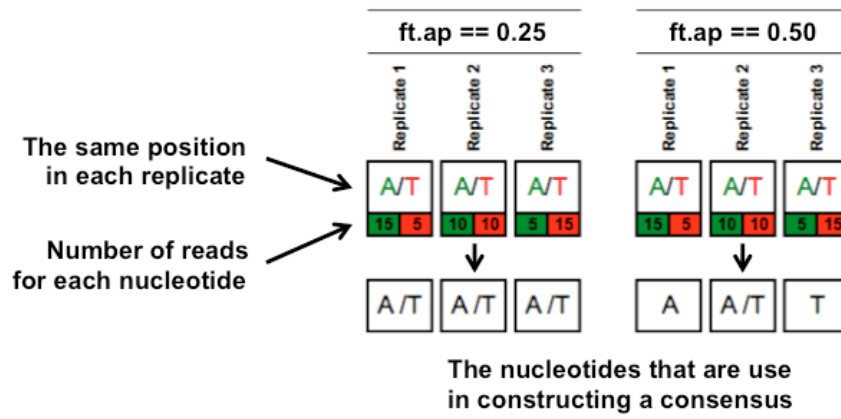 ft.ap == 0.25
ft.ap == 0.50
Replicate 1
Replicate 2
Replicate 3
Replicate 1
Replicate 2
Replicate 3
The same position
in each replicate
A/T A/T A/T A/T A/T A/T
15 5 10 10 5 15 15 5 10 10 5 15
Number of reads
for each nucleotide
A/T A/T A/T A A/T T
The nucleotides that are use
in constructing a consensus